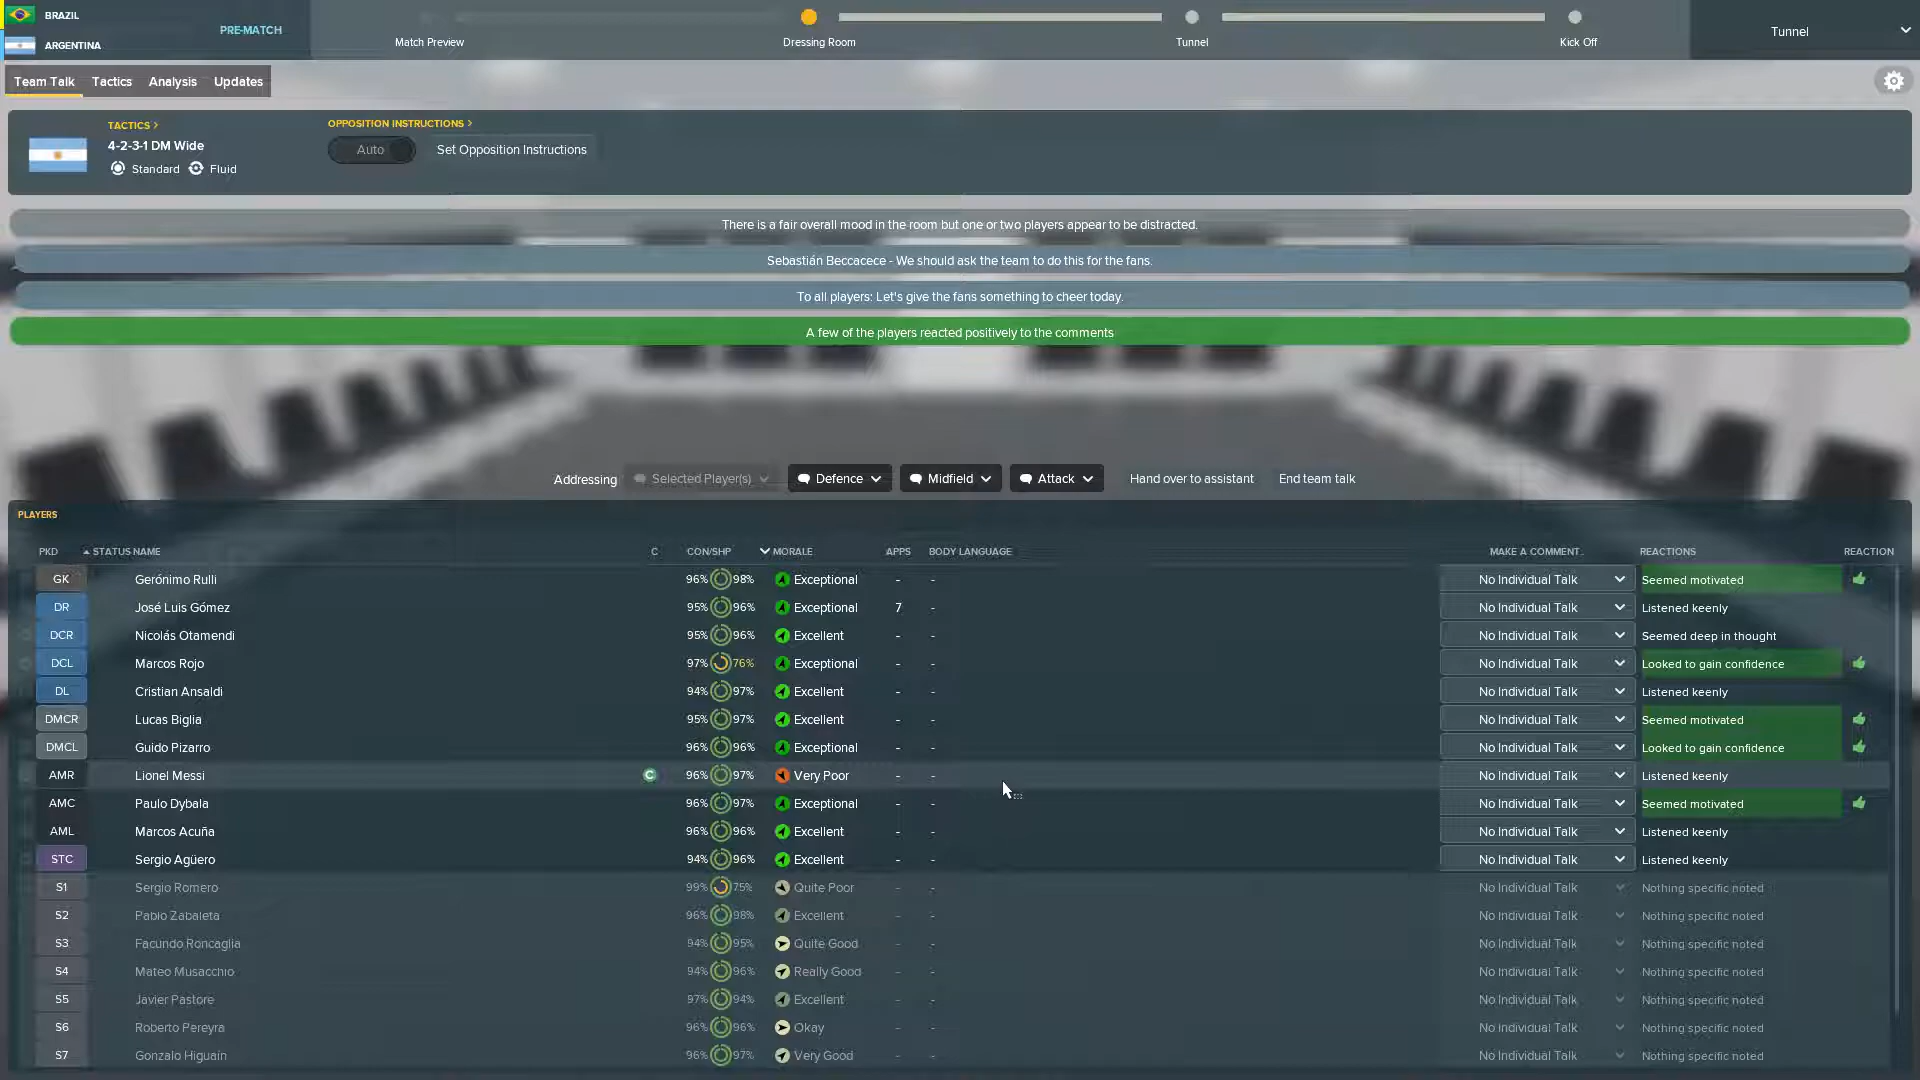 BRAZIL
ARGENTINA
PRE-MATCH
Match Preview
Dressing Room
Tunnel
Kick Off
Tunnel
Team Talk Tactics Analysis Updates
TACTICS >
4-2-3-1 DM Wide
Standard Fluid
OPPOSITION INSTRUCTIONS >
Auto Set Opposition Instructions
There is a fair overall mood in the room but one or two players appear to be distracted.
Sebastián Beccacece - We should ask the team to do this for the fans.
To all players: Let's give the fans something to cheer today.
A few of the players reacted positively to the comments
Addressing Selected Player(s) Defence Midfield Attack Hand over to assistant End team talk
PLAYERS
PKD STATUS NAME C CON/SHP MORALE APPS BODY LANGUAGE MAKE A COMMENT.. REACTIONS REACTION
GK Gerónimo Rulli 96% 98% Exceptional - - No Individual Talk Seemed motivated
DR José Luis Gómez 95% 96% Exceptional 7 - No Individual Talk Listened keenly
DCR Nicolás Otamendi 95% 96% Excellent - - No Individual Talk Seemed deep in thought
DCL Marcos Rojo 97% 76% Exceptional - - No Individual Talk Looked to gain confidence
DL Cristian Ansaldi 94% 97% Excellent - - No Individual Talk Listened keenly
DMCR Lucas Biglia 95% 97% Excellent - - No Individual Talk Seemed motivated
DMCL Guido Pizarro 96% 96% Exceptional - - No Individual Talk Looked to gain confidence
AMR Lionel Messi C 96% 97% Very Poor - - No Individual Talk Listened keenly
AMC Paulo Dybala 96% 97% Exceptional - - No Individual Talk Seemed motivated
AML Marcos Acuña 96% 96% Excellent - - No Individual Talk Listened keenly
STC Sergio Agüero 94% 96% Excellent - - No Individual Talk Listened keenly
S1 Sergio Romero 99% 75% Quite Poor - - No Individual Talk Nothing specific noted
S2 Pablo Zabaleta 96% 98% Excellent - - No Individual Talk Nothing specific noted
S3 Facundo Roncaglia 94% 95% Quite Good - - No Individual Talk Nothing specific noted
S4 Mateo Musacchio 94% 96% Really Good - - No Individual Talk Nothing specific noted
S5 Javier Pastore 97% 94% Excellent - - No Individual Talk Nothing specific noted
S6 Roberto Pereyra 96% 96% Okay - - No Individual Talk Nothing specific noted
S7 Gonzalo Higuaín 96% 97% Very Good - - No Individual Talk Nothing specific noted